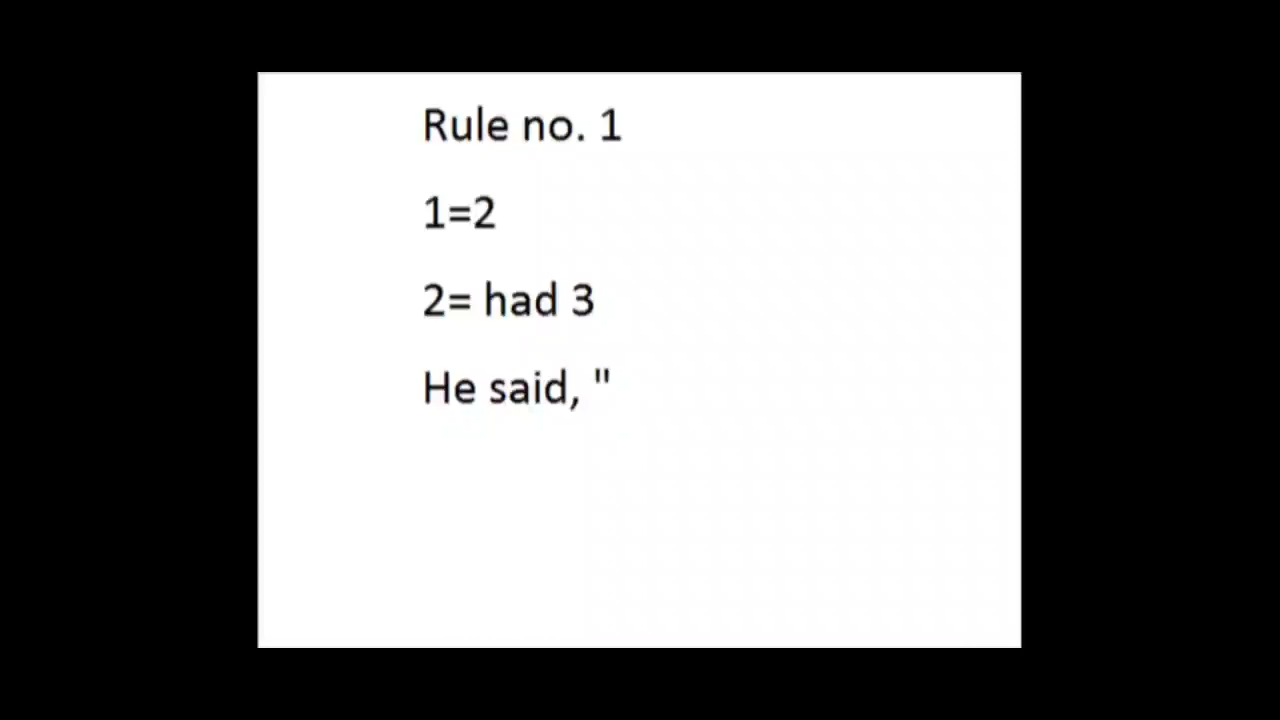 Rule no. 1
1=2
2= had 3
He said, "